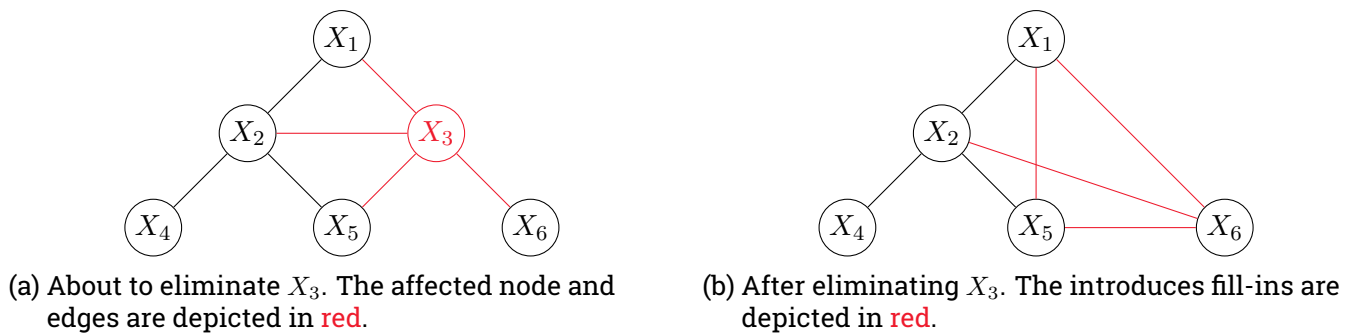 X₁
X₂
X₃
X₄
X₅
X₆
(a) About to eliminate X₃. The affected node and
edges are depicted in red.
X₁
X₂
X₄
X₅
X₆
(b) After eliminating X₃. The introduces fill-ins are
depicted in red.